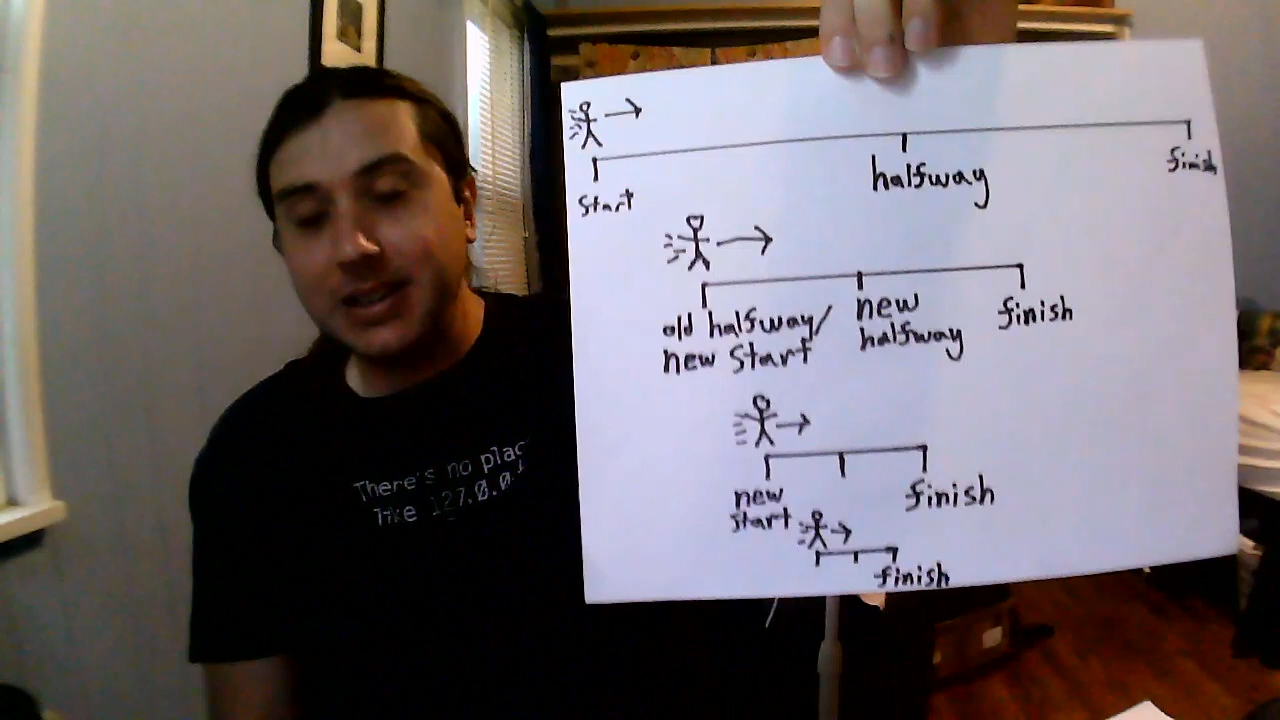 Start
halfway
finish
old halfway/
new start
new
halfway
finish
new
start
finish
finish
There's no plac
like 127.0.0.1